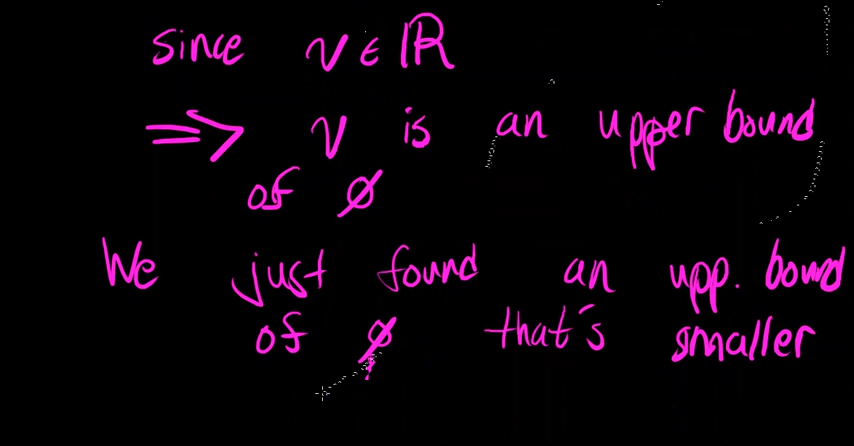 since v ∈ ℝ
⇒ v is an upper bound
of ∅
We just found an upp. bound
of ∅ that's smaller